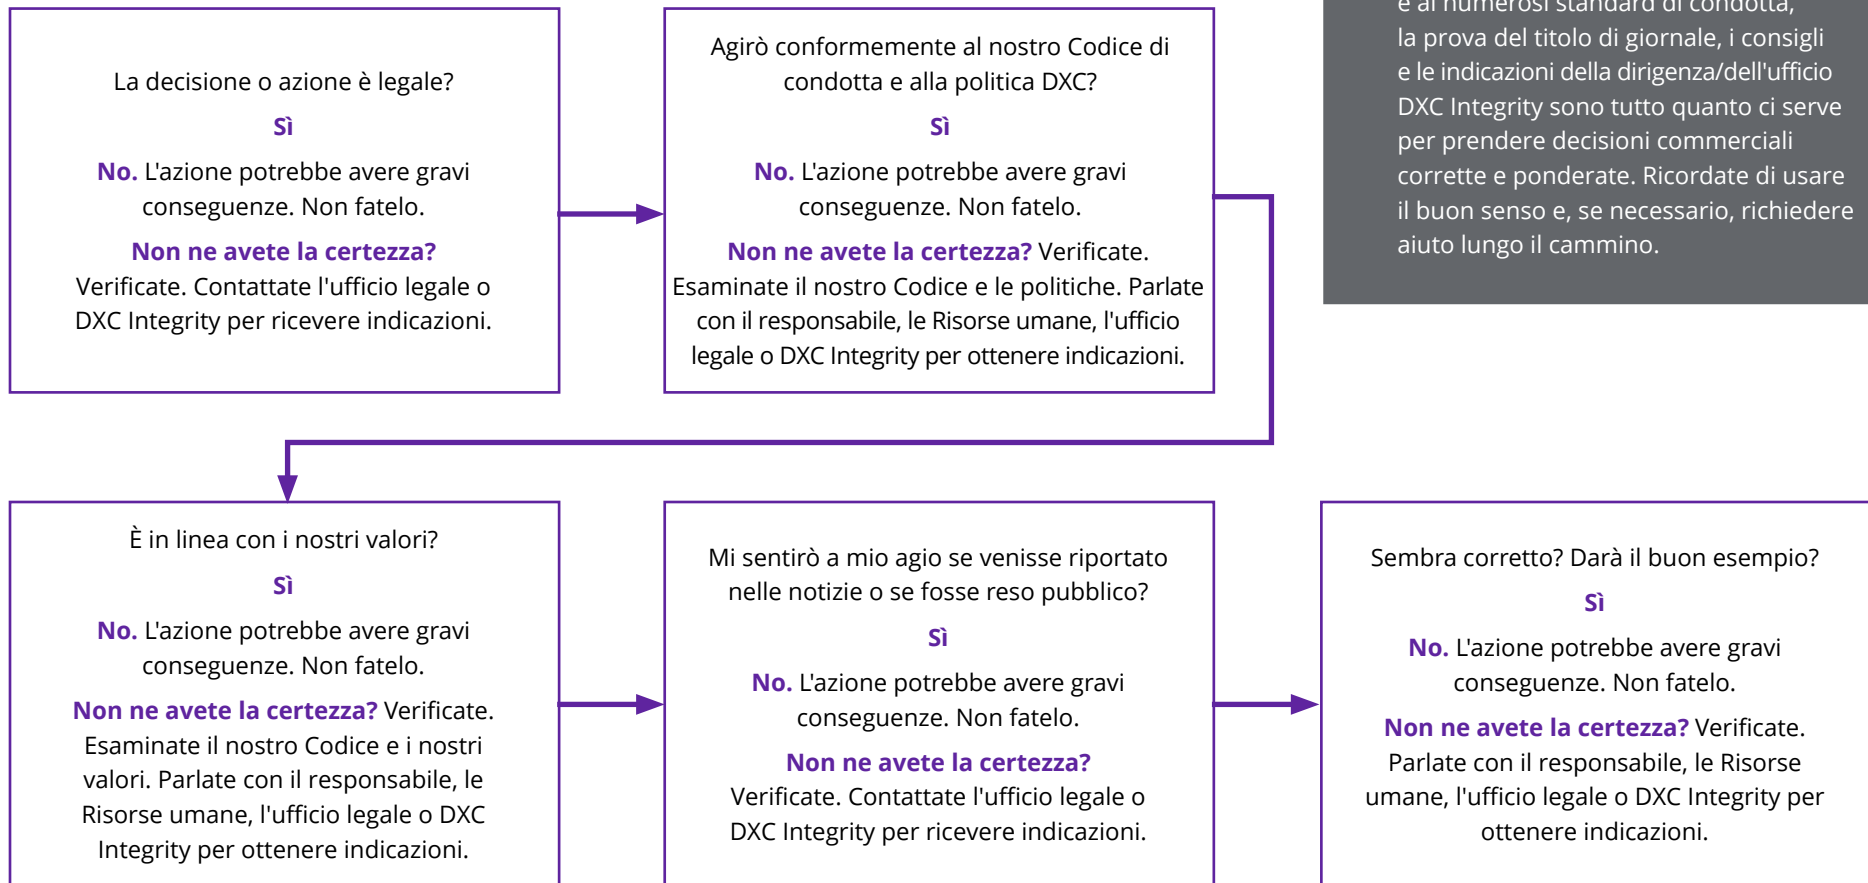 La decisione o azione è legale?
Sì
No. L'azione potrebbe avere gravi
conseguenze. Non fatelo.
Non ne avete la certezza?
Verificate. Contattate l'ufficio legale o
DXC Integrity per ricevere indicazioni.
Agirò conformemente al nostro Codice di
condotta e alla politica DXC?
Sì
No. L'azione potrebbe avere gravi
conseguenze. Non fatelo.
Non ne avete la certezza? Verificate.
Esaminate il nostro Codice e le politiche. Parlate
con il responsabile, le Risorse umane, l'ufficio
legale o DXC Integrity per ottenere indicazioni.
e ai numerosi standard di condotta,
la prova del titolo di giornale, i consigli
e le indicazioni della dirigenza/dell'ufficio
DXC Integrity sono tutto quanto ci serve
per prendere decisioni commerciali
corrette e ponderate. Ricordate di usare
il buon senso e, se necessario, richiedere
aiuto lungo il cammino.
È in linea con i nostri valori?
Sì
No. L'azione potrebbe avere gravi
conseguenze. Non fatelo.
Non ne avete la certezza? Verificate.
Esaminate il nostro Codice e i nostri
valori. Parlate con il responsabile, le
Risorse umane, l'ufficio legale o DXC
Integrity per ottenere indicazioni.
Mi sentirò a mio agio se venisse riportato
nelle notizie o se fosse reso pubblico?
Sì
No. L'azione potrebbe avere gravi
conseguenze. Non fatelo.
Non ne avete la certezza?
Verificate. Contattate l'ufficio legale o
DXC Integrity per ricevere indicazioni.
Sembra corretto? Darà il buon esempio?
Sì
No. L'azione potrebbe avere gravi
conseguenze. Non fatelo.
Non ne avete la certezza? Verificate.
Parlate con il responsabile, le Risorse
umane, l'ufficio legale o DXC Integrity per
ottenere indicazioni.